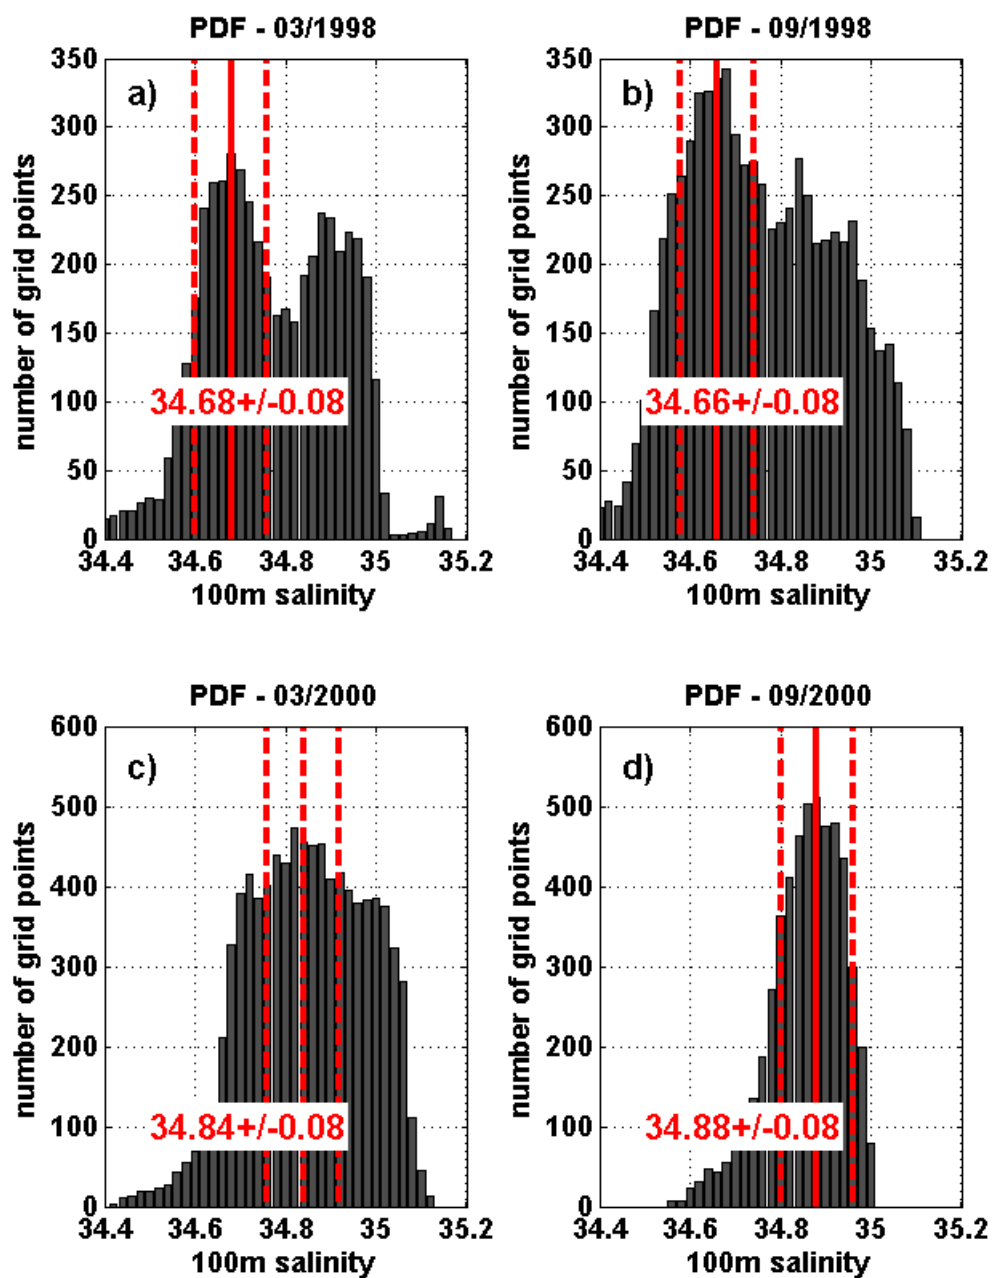 PDF - 03/1998
a)
number of grid points
350
300
250
200
150
100
50
0
34.68+/-0.08
34.4 34.6 34.8 35 35.2
100m salinity
PDF - 09/1998
b)
number of grid points
350
300
250
200
150
100
50
0
34.66+/-0.08
34.4 34.6 34.8 35 35.2
100m salinity
PDF - 03/2000
c)
number of grid points
600
500
400
300
200
100
0
34.84+/-0.08
34.4 34.6 34.8 35 35.2
100m salinity
PDF - 09/2000
d)
number of grid points
600
500
400
300
200
100
0
34.88+/-0.08
34.4 34.6 34.8 35 35.2
100m salinity